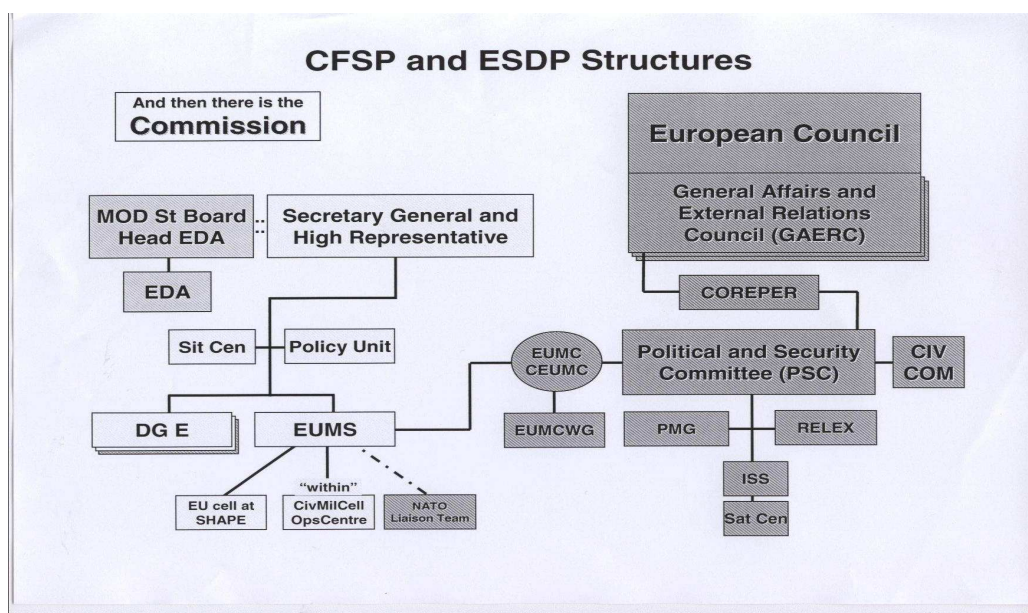 CFSP and ESDP Structures
And then there is the
Commission
European Council
General Affairs and
External Relations
Council (GAERC)
MOD St Board
Head EDA
::
Secretary General and
High Representative
EDA
COREPER
Sit Cen
Policy Unit
EUMC
CEUMC
Political and Security
Committee (PSC)
CIV
COM
DG E
EUMS
EUMCWG
PMG
RELEX
"within"
EU cell at
SHAPE
CivMilCell
OpsCentre
NATO
Liaison Team
ISS
Sat Cen